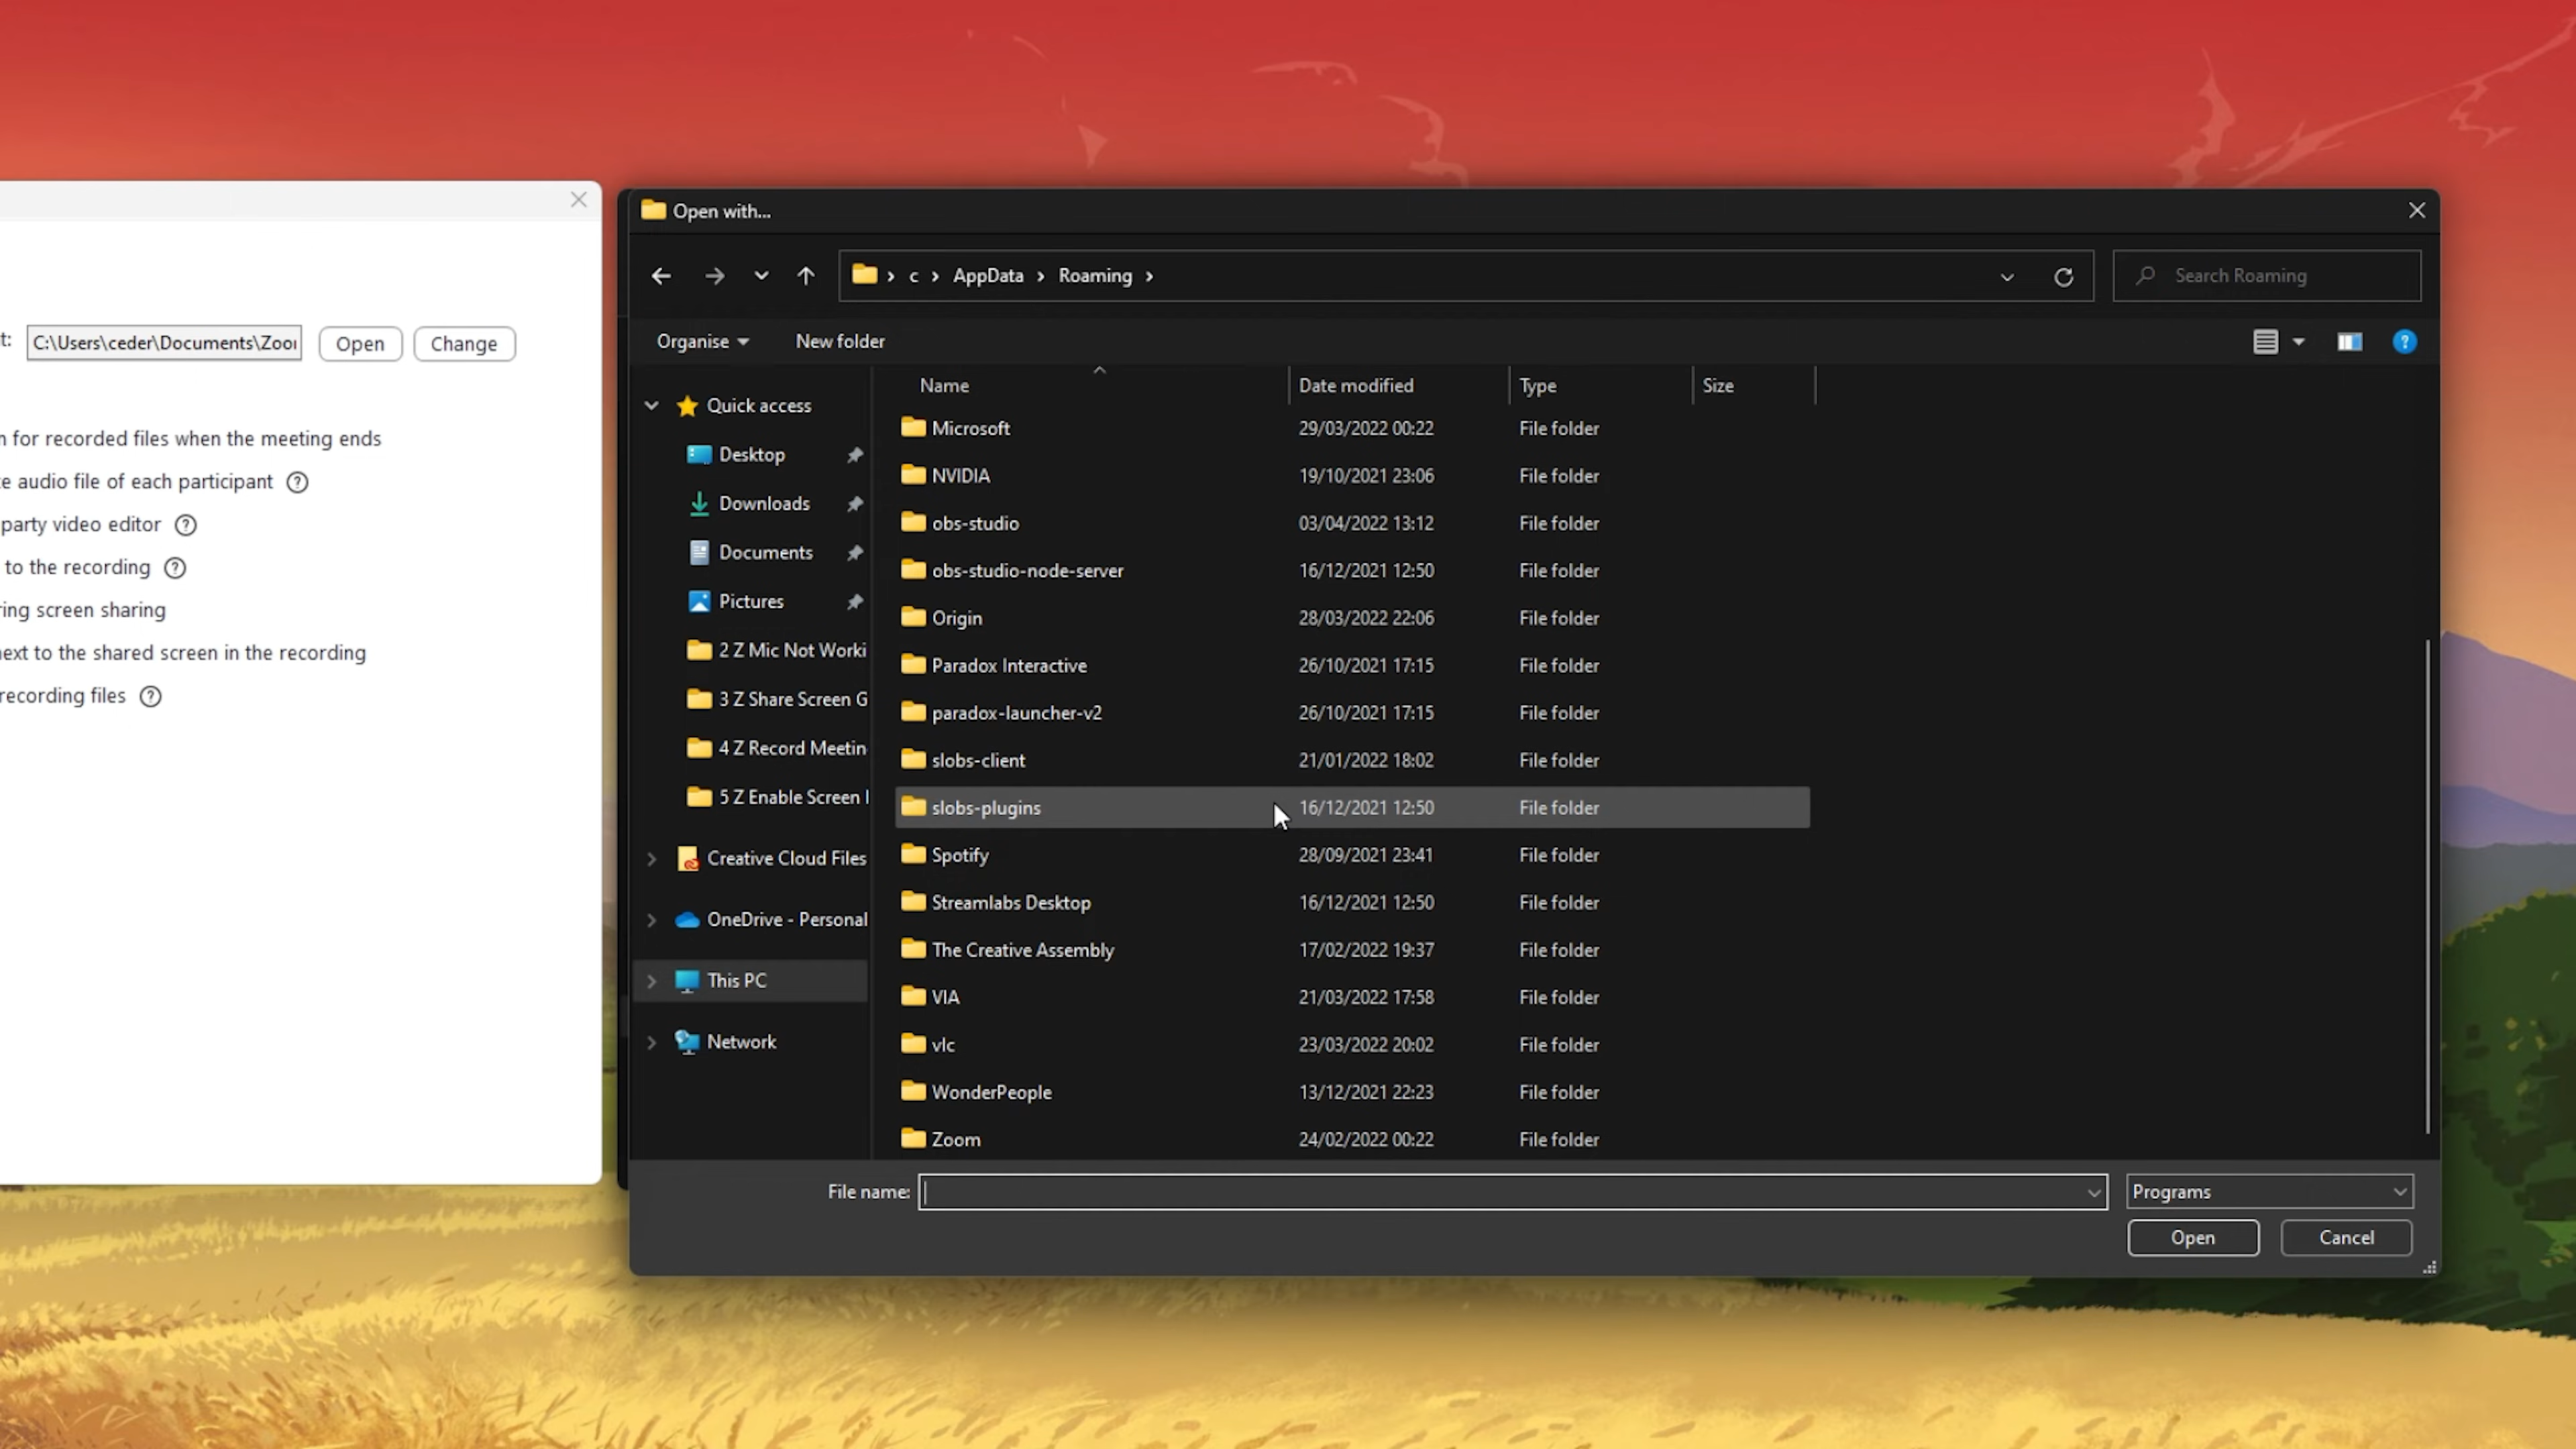 t: C:\Users\ceder\Documents\Zoo Open Change
for recorded files when the meeting ends
e audio file of each participant ?
party video editor ?
to the recording ?
ring screen sharing
ext to the shared screen in the recording
recording files ?
Open with...
c > AppData > Roaming >
Search Roaming
Organise New folder
?
Quick access
Desktop
Downloads
Documents
Pictures
2 Z Mic Not Worki
3 Z Share Screen G
4 Z Record Meetin
5 Z Enable Screen
Creative Cloud Files
OneDrive - Personal
This PC
Network
Name Date modified Type Size
Microsoft 29/03/2022 00:22 File folder
NVIDIA 19/10/2021 23:06 File folder
obs-studio 03/04/2022 13:12 File folder
obs-studio-node-server 16/12/2021 12:50 File folder
Origin 28/03/2022 22:06 File folder
Paradox Interactive 26/10/2021 17:15 File folder
paradox-launcher-v2 26/10/2021 17:15 File folder
slobs-client 21/01/2022 18:02 File folder
slobs-plugins 16/12/2021 12:50 File folder
Spotify 28/09/2021 23:41 File folder
Streamlabs Desktop 16/12/2021 12:50 File folder
The Creative Assembly 17/02/2022 19:37 File folder
VIA 21/03/2022 17:58 File folder
vlc 23/03/2022 20:02 File folder
WonderPeople 13/12/2021 22:23 File folder
Zoom 24/02/2022 00:22 File folder
File name: Programs
Open Cancel